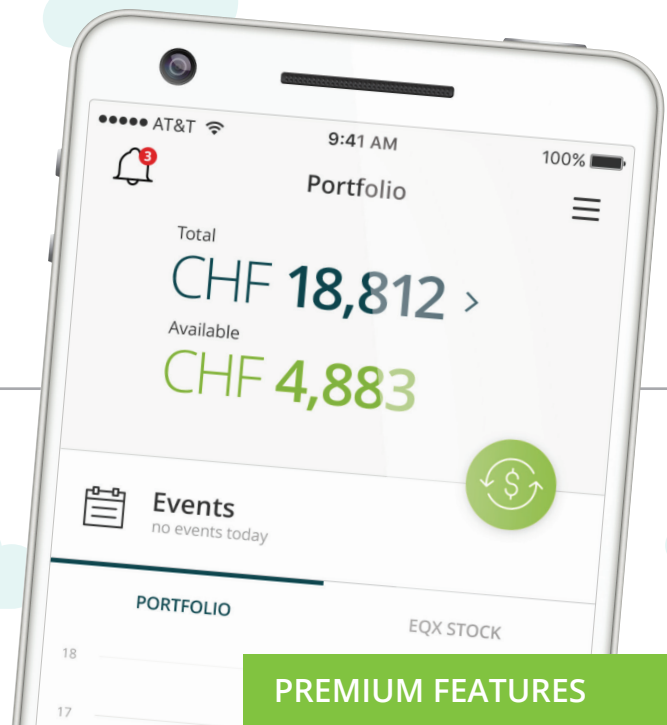 AT&T
9:41 AM
100%
3
Portfolio
Total
CHF 18,812
Available
CHF 4,883
$
Events
no events today
PORTFOLIO
EQX STOCK
18
17
PREMIUM FEATURES